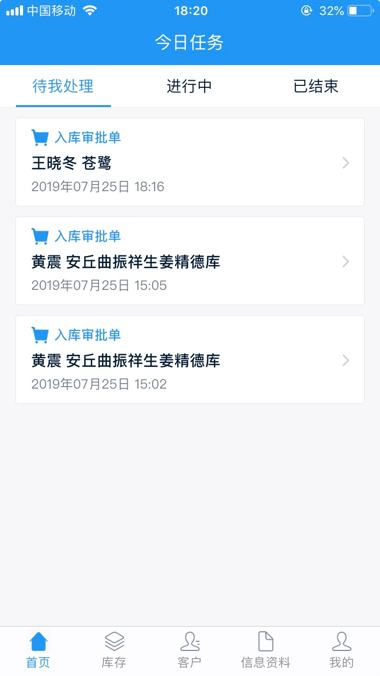 中国移动 18:20 32%
今日任务
待我处理 进行中 已结束
入库审批单
王晓冬 苍鹭
2019年07月25日 18:16
入库审批单
黄震 安丘曲振祥生姜精德库
2019年07月25日 15:05
入库审批单
黄震 安丘曲振祥生姜精德库
2019年07月25日 15:02
首页 库存 客户 信息资料 我的